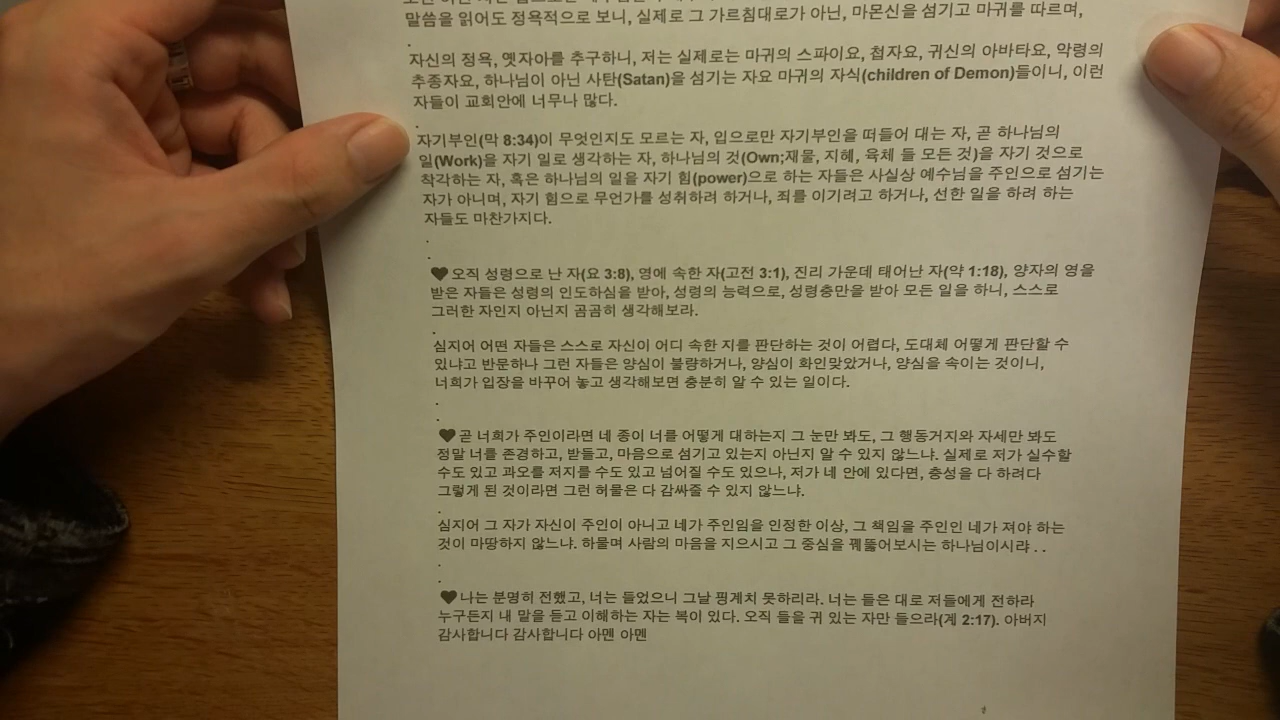 말씀을 읽어도 정욕적으로 보니, 실제로 그 가르침대로가 아닌, 마몬신을 섬기고 마귀를 따르며,
.
자신의 정욕, 옛자아를 추구하니, 저는 실제로는 마귀의 스파이요, 첩자요, 귀신의 아바타요, 악령의
추종자요, 하나님이 아닌 사탄(Satan)을 섬기는 자요 마귀의 자식(children of Demon)들이니, 이런
자들이 교회안에 너무나 많다.
.
자기부인(막 8:34)이 무엇인지도 모르는 자, 입으로만 자기부인을 떠들어 대는 자, 곧 하나님의
일(Work)을 자기 일로 생각하는 자, 하나님의 것(Own;재물, 지혜, 육체 들 모든 것)을 자기 것으로
착각하는 자, 혹은 하나님의 일을 자기 힘(power)으로 하는 자들은 사실상 예수님을 주인으로 섬기는
자가 아니며, 자기 힘으로 무언가를 성취하려 하거나, 죄를 이기려고 하거나, 선한 일을 하려 하는
자들도 마찬가지다.
.
.
♥오직 성령으로 난 자(요 3:8), 영에 속한 자(고전 3:1), 진리 가운데 태어난 자(약 1:18), 양자의 영을
받은 자들은 성령의 인도하심을 받아, 성령의 능력으로, 성령충만을 받아 모든 일을 하니, 스스로
그러한 자인지 아닌지 곰곰히 생각해보라.
.
심지어 어떤 자들은 스스로 자신이 어디 속한 지를 판단하는 것이 어렵다, 도대체 어떻게 판단할 수
있냐고 반문하나 그런 자들은 양심이 불량하거나, 양심이 화인맞았거나, 양심을 속이는 것이니,
너희가 입장을 바꾸어 놓고 생각해보면 충분히 알 수 있는 일이다.
.
.
♥곧 너희가 주인이라면 네 종이 너를 어떻게 대하는지 그 눈만 봐도, 그 행동거지와 자세만 봐도
정말 너를 존경하고, 받들고, 마음으로 섬기고 있는지 아닌지 알 수 있지 않느냐. 실제로 저가 실수할
수도 있고 과오를 저지를 수도 있고 넘어질 수도 있으나, 저가 네 안에 있다면, 충성을 다 하려다
그렇게 된 것이라면 그런 허물은 다 감싸줄 수 있지 않느냐.
.
심지어 그 자가 자신이 주인이 아니고 네가 주인임을 인정한 이상, 그 책임을 주인인 네가 져야 하는
것이 마땅하지 않느냐. 하물며 사람의 마음을 지으시고 그 중심을 꿰뚫어보시는 하나님이시랴 . .
.
.
♥나는 분명히 전했고, 너는 들었으니 그날 핑계치 못하리라. 너는 들은 대로 저들에게 전하라
누구든지 내 말을 듣고 이해하는 자는 복이 있다. 오직 들을 귀 있는 자만 들으라(계 2:17). 아버지
감사합니다 감사합니다 아멘 아멘